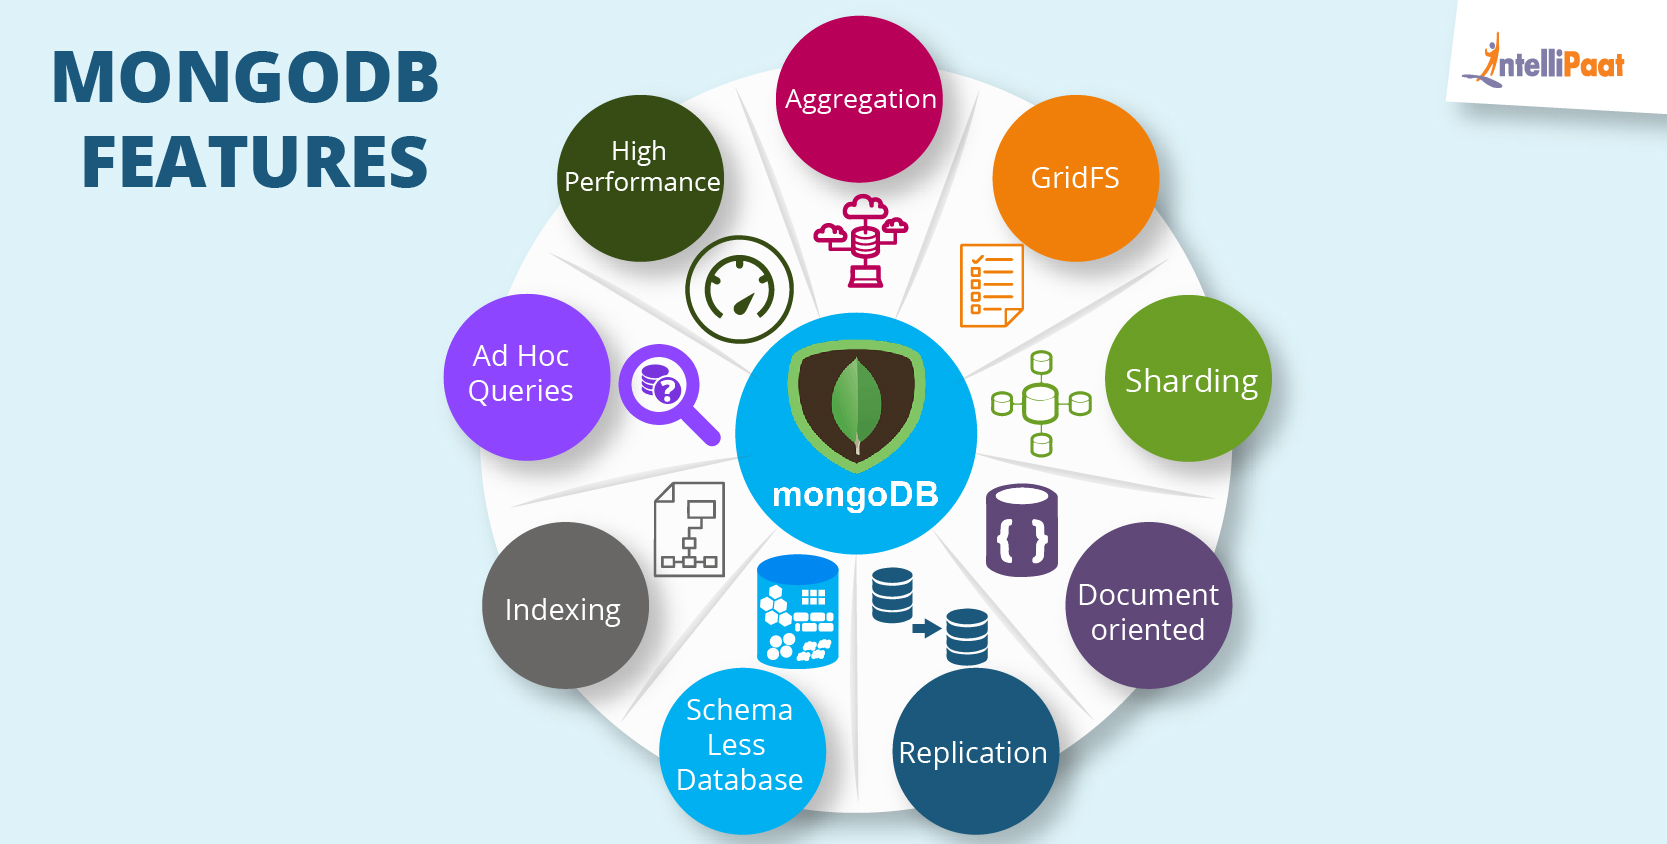 MONGODB
FEATURES
IntelliPaat
Aggregation
GridFS
Sharding
Document
oriented
Replication
Schema
Less
Database
Indexing
Ad Hoc
Queries
High
Performance
?
{ }
mongoDB